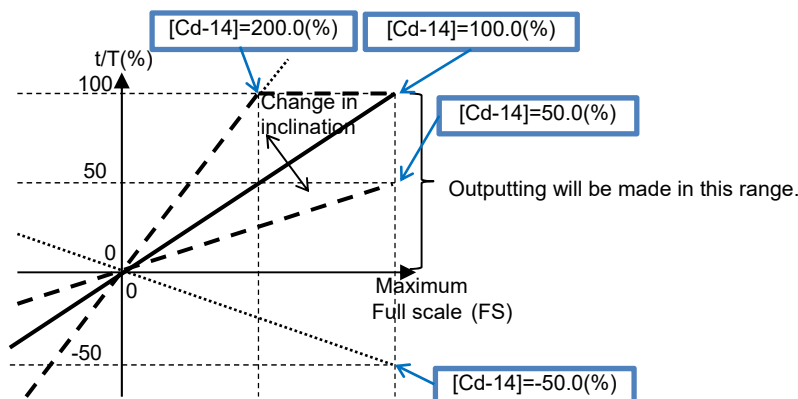 [Cd-14]=200.0(%)
[Cd-14]=100.0(%)
t/T(%)
100
Change in
inclination
[Cd-14]=50.0(%)
50
Outputting will be made in this range.
0
0
Maximum
Full scale (FS)
-50
[Cd-14]=-50.0(%)